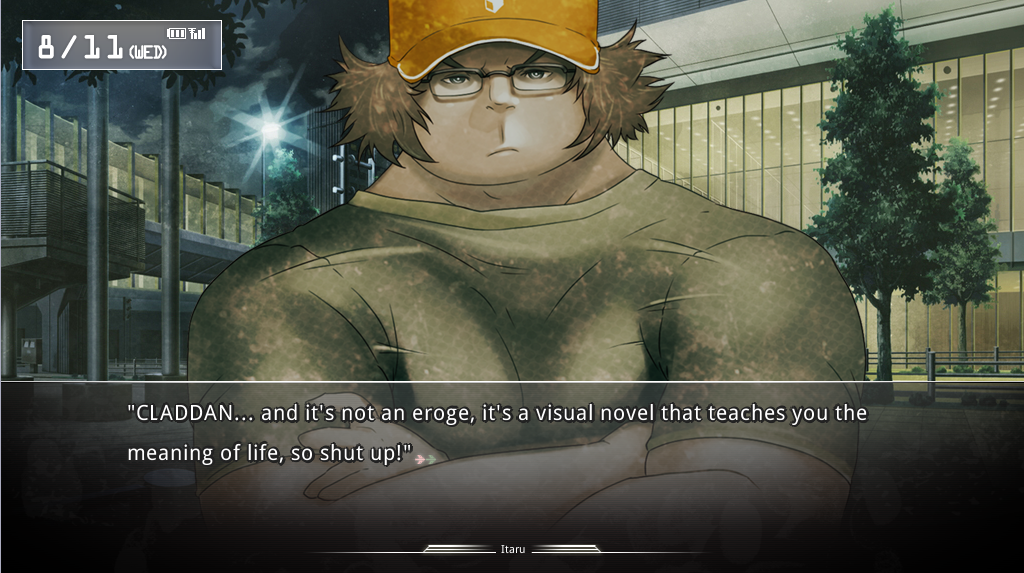 8/11(WED)
"CLADDAN... and it's not an eroge, it's a visual novel that teaches you the
meaning of life, so shut up!"
Itaru